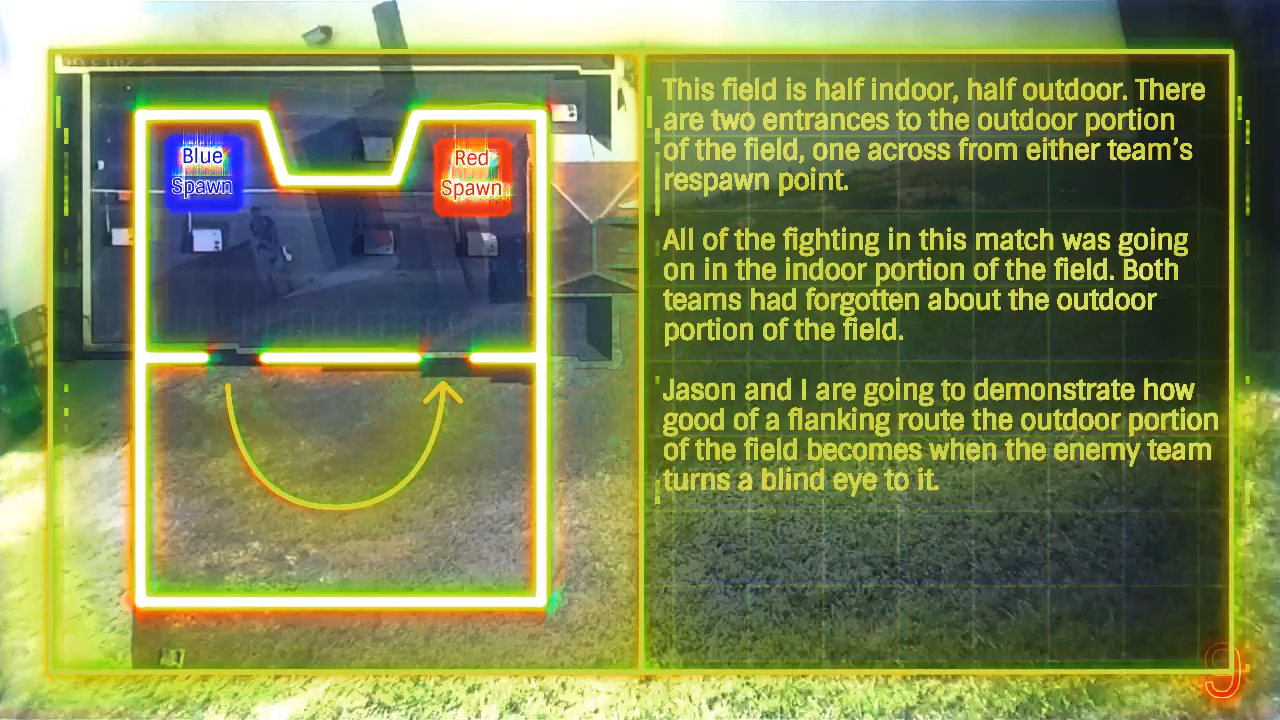 Blue
Spawn
Red
Spawn
This field is half indoor, half outdoor. There
are two entrances to the outdoor portion
of the field, one across from either team's
respawn point.
All of the fighting in this match was going
on in the indoor portion of the field. Both
teams had forgotten about the outdoor
portion of the field.
Jason and I are going to demonstrate how
good of a flanking route the outdoor portion
of the field becomes when the enemy team
turns a blind eye to it.
9